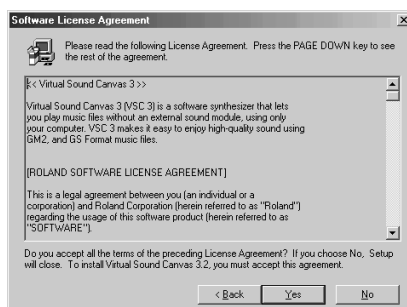 Software License Agreement
Please read the following License Agreement. Press the PAGE DOWN key to see
the rest of the agreement.
<< Virtual Sound Canvas 3 >>
Virtual Sound Canvas 3 (VSC 3) is a software synthesizer that lets
you play music files without an external sound module, using only
your computer. VSC 3 makes it easy to enjoy high-quality sound using
GM2, and GS Format music files.
[ROLAND SOFTWARE LICENSE AGREEMENT]
This is a legal agreement between you (an individual or a
corporation) and Roland Corporation (herein referred to as "Roland")
regarding the usage of this software product (herein referred to as
"SOFTWARE").
Do you accept all the terms of the preceding License Agreement? If you choose No, Setup
will close. To install Virtual Sound Canvas 3.2, you must accept this agreement.
< Back Yes No